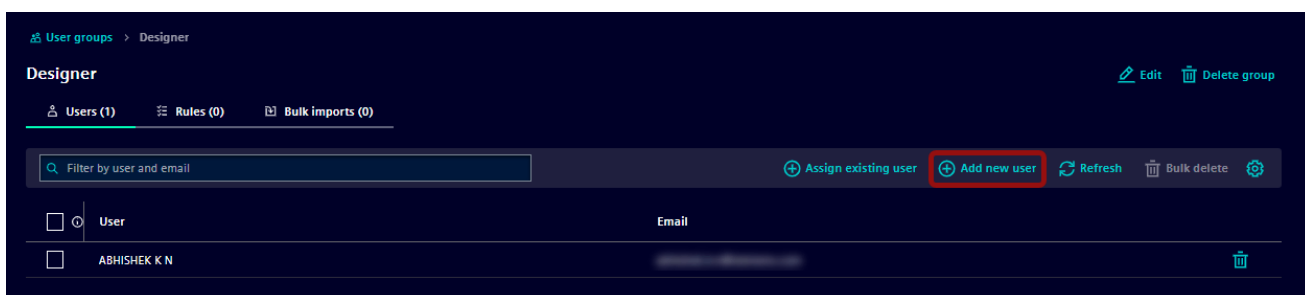 User groups > Designer
Designer
Edit Delete group
Users (1) Rules (0) Bulk imports (0)
Filter by user and email Assign existing user Add new user Refresh Bulk delete
User Email
ABHISHEK K N